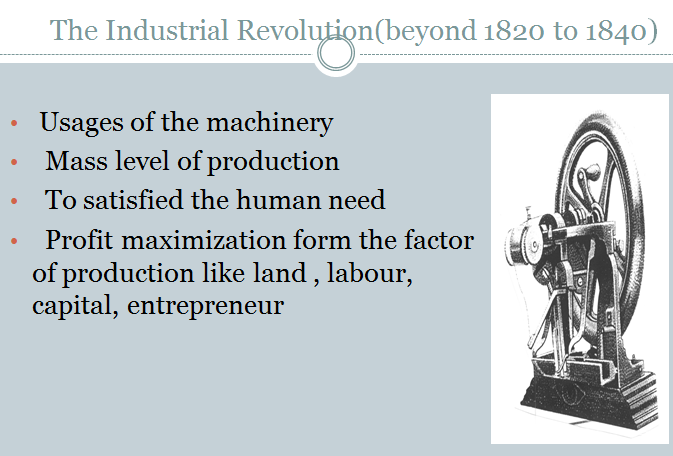 The Industrial Revolution(beyond 1820 to 1840)
• Usages of the machinery
• Mass level of production
• To satisfied the human need
• Profit maximization form the factor
of production like land , labour,
capital, entrepreneur